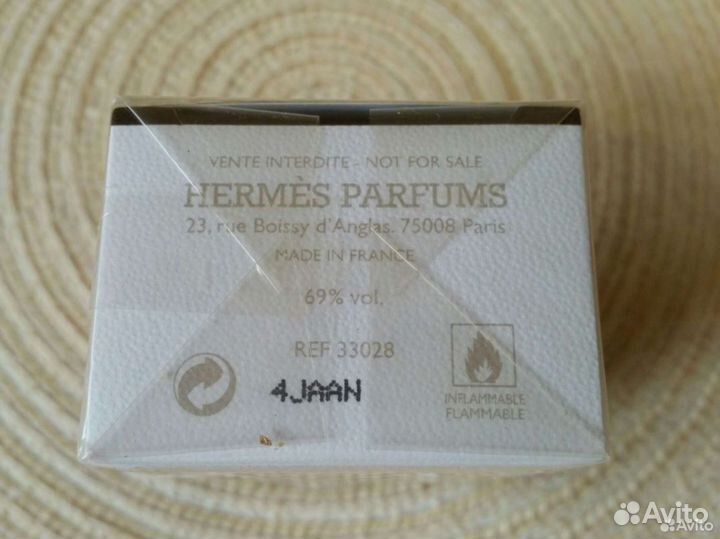 VENTE INTERDITE - NOT FOR SALE
HERMÈS PARFUMS
23, rue Boissy d'Anglas. 75008 Paris
MADE IN FRANCE
69% vol.
REF 33028
4JAAN
INFLAMMABLE
FLAMMABLE
Avito
Avito